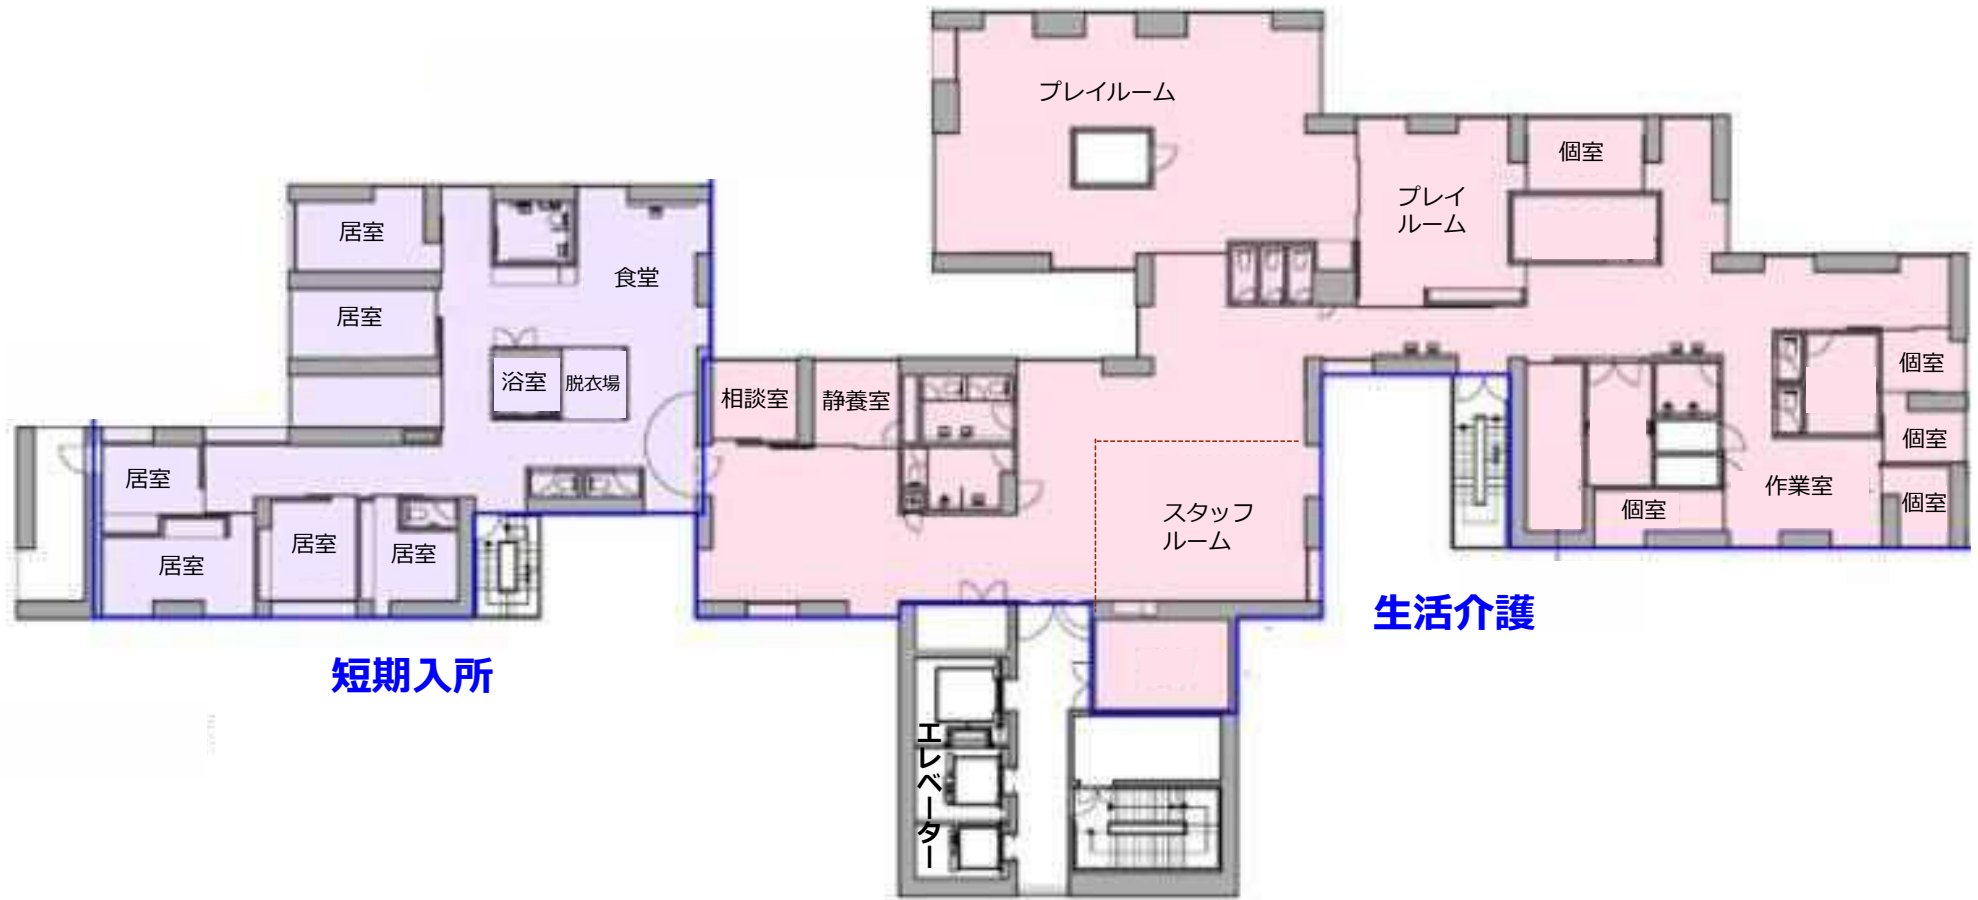 プレイルーム
個室
プレイ
ルーム
居室
食堂
居室
浴室
脱衣場
相談室
静養室
個室
個室
居室
作業室
個室
個室
スタッフ
ルーム
居室
居室
居室
生活介護
短期入所
エレベーター